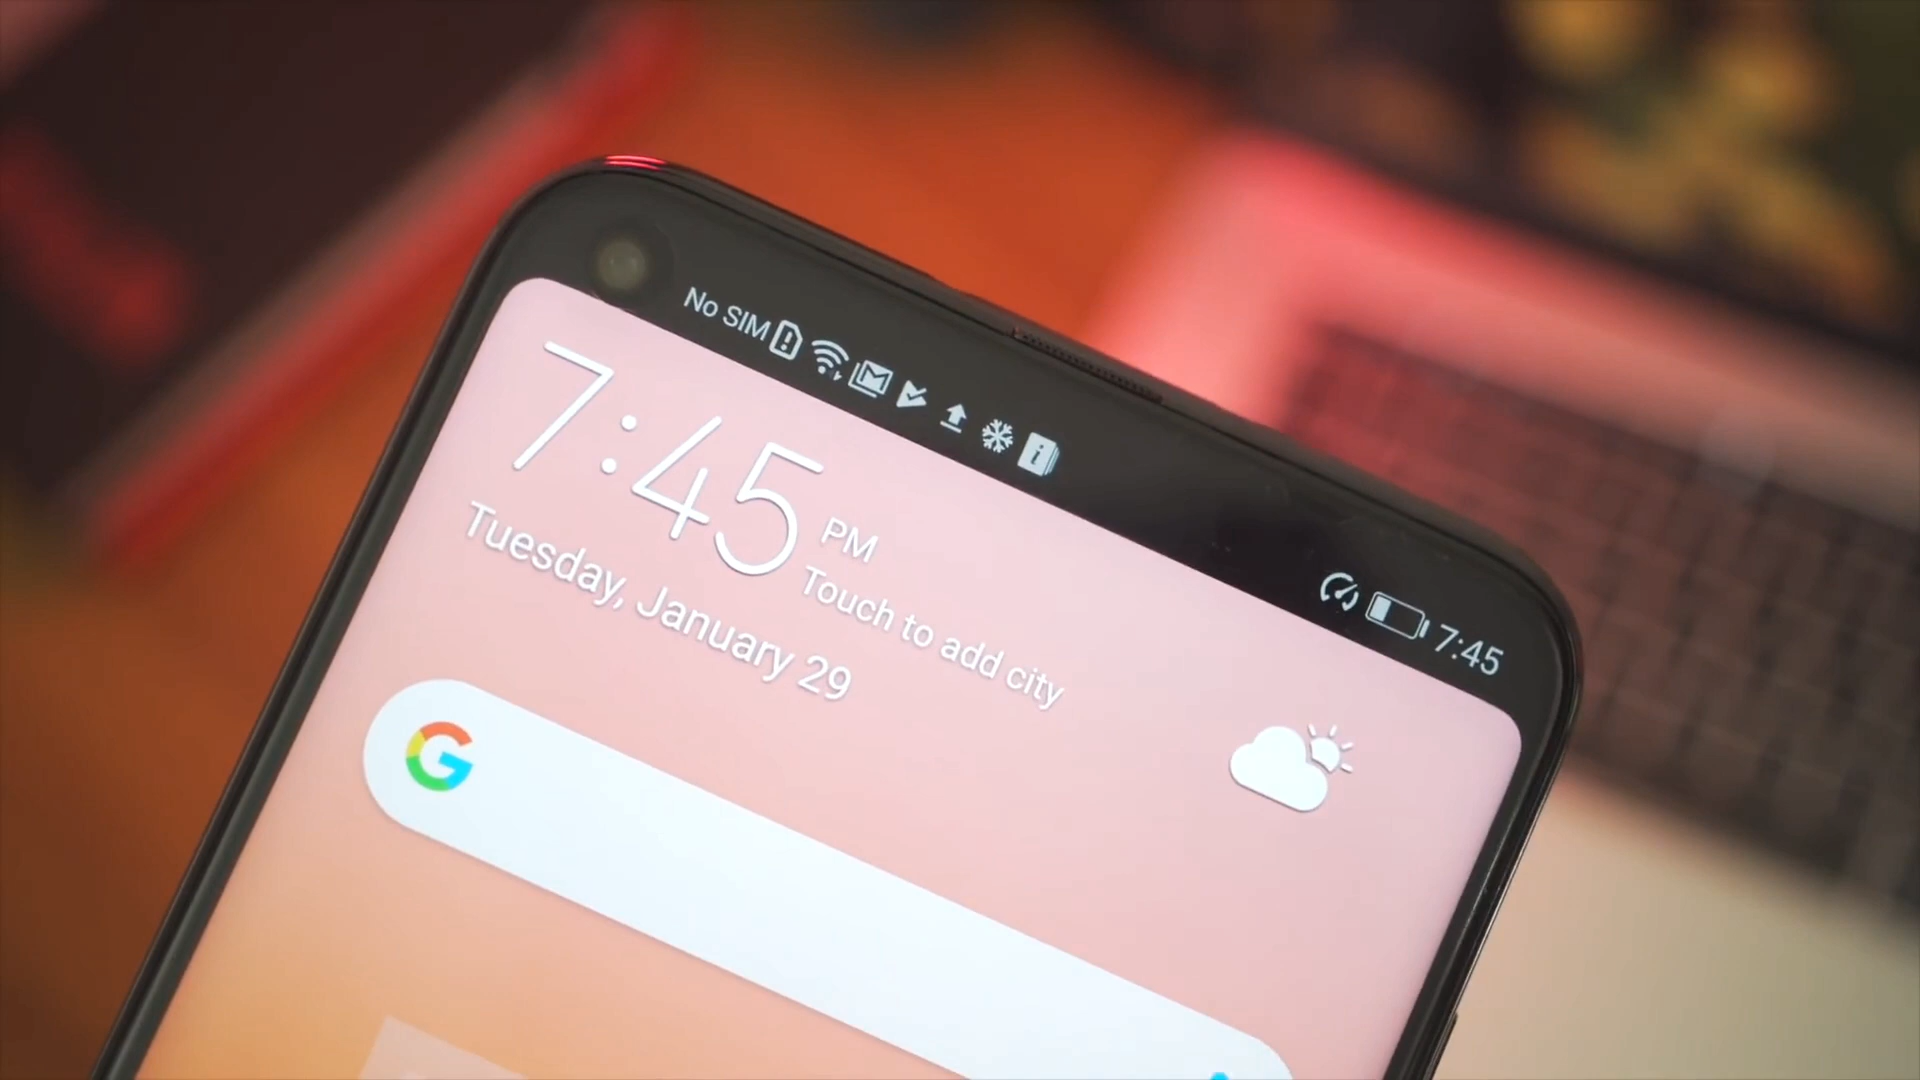 No SIM 7:45
7:45 PM
Touch to add city
Tuesday, January 29
G